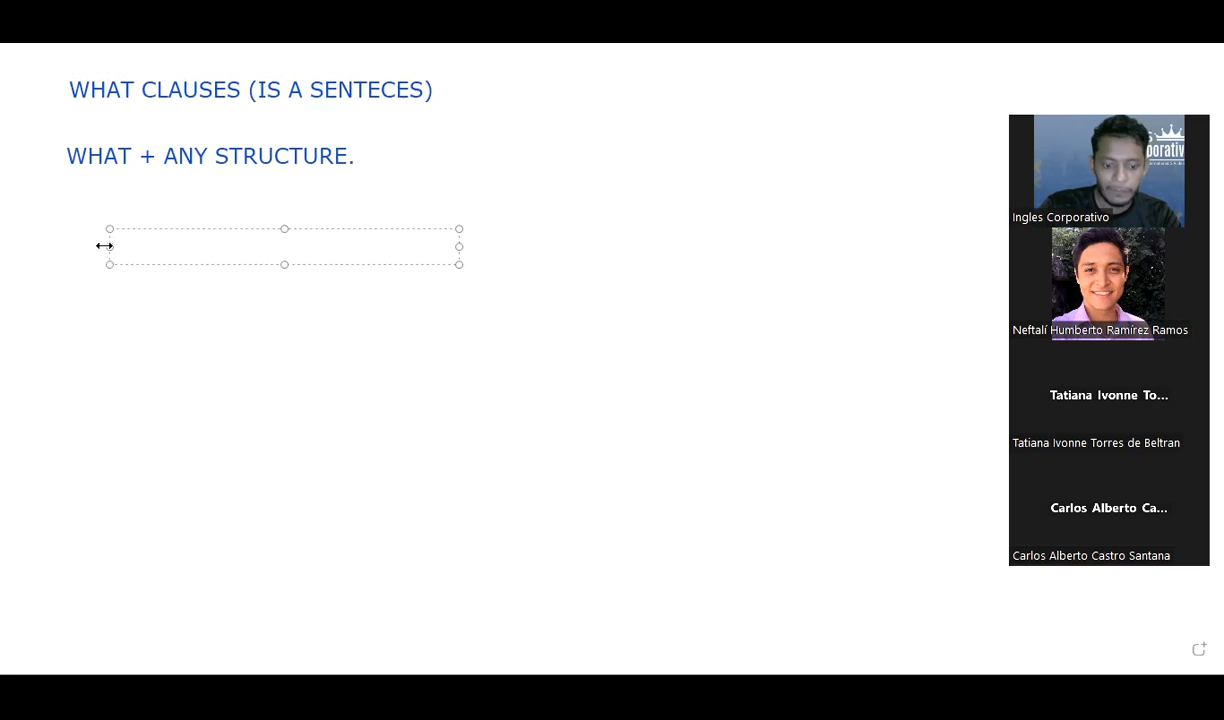 WHAT CLAUSES (IS A SENTECES)
WHAT + ANY STRUCTURE.
Ingles Corporativo
Neftalí Humberto Ramírez Ramos
Tatiana Ivonne To...
Tatiana Ivonne Torres de Beltran
Carlos Alberto Ca...
Carlos Alberto Castro Santana